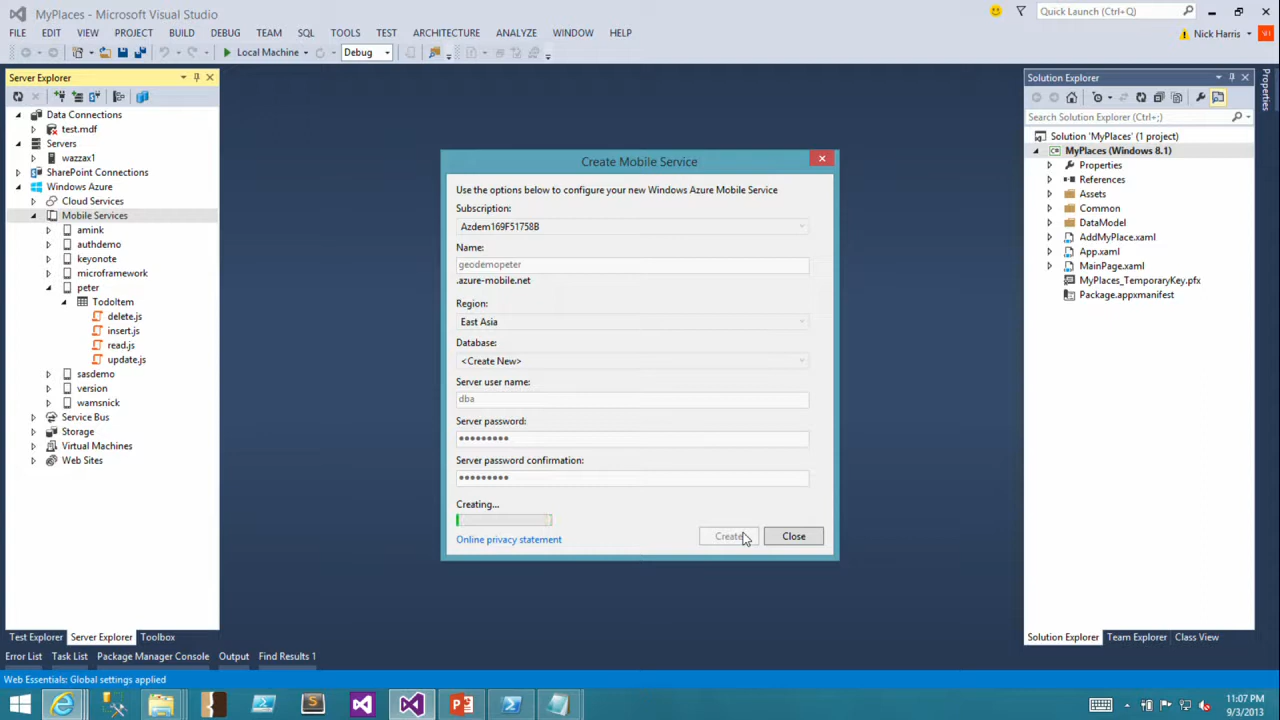 MyPlaces - Microsoft Visual Studio
Quick Launch (Ctrl+Q)
FILE EDIT VIEW PROJECT BUILD DEBUG TEAM SQL TOOLS TEST ARCHITECTURE ANALYZE WINDOW HELP
Nick Harris
Local Machine
Debug
Server Explorer
Data Connections
test.mdf
Servers
wazzax1
SharePoint Connections
Windows Azure
Cloud Services
Mobile Services
amink
authdemo
keyonote
microframework
peter
TodoItem
delete.js
insert.js
read.js
update.js
sasdemo
version
wamsnick
Service Bus
Storage
Virtual Machines
Web Sites
Test Explorer Server Explorer Toolbox
Create Mobile Service
Use the options below to configure your new Windows Azure Mobile Service
Subscription:
Azdem169F51758B
Name:
geodemopeter
.azure-mobile.net
Region:
East Asia
Database:
<Create New>
Server user name:
dba
Server password:
•••••••••
Server password confirmation:
•••••••••
Creating...
Online privacy statement
Create
Close
Solution Explorer
Search Solution Explorer (Ctrl+;)
Solution 'MyPlaces' (1 project)
MyPlaces (Windows 8.1)
Properties
References
Assets
Common
DataModel
AddMyPlace.xaml
App.xaml
MainPage.xaml
MyPlaces_TemporaryKey.pfx
Package.appxmanifest
Solution Explorer Team Explorer Class View
Properties
Error List Task List Package Manager Console Output Find Results 1
Web Essentials: Global settings applied
11:07 PM
9/3/2013